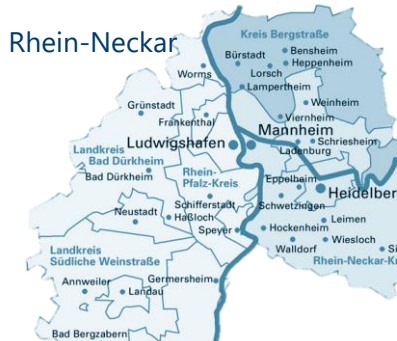 Rhein-Neckar
Kreis Bergstraße
Bensheim
Bürstadt
Heppenheim
Worms
Lorsch
Lampertheim
Grünstadt
Weinheim
Frankenthal
Viernheim
Mannheim
Ludwigshafen
Schriesheim
Ladenburg
Landkreis
Bad Dürkheim
Bad Dürkheim
Rhein-
Pfalz-Kreis
Eppelheim
Heidelber
Schifferstadt
Schwetzingen
Neustadt
Haßloch
Leimen
Speyer
Hockenheim
Wiesloch
Walldorf
Si
Landkreis
Südliche Weinstraße
Rhein-Neckar-K
Germersheim
Annweiler
Landau
Bad Bergzabern